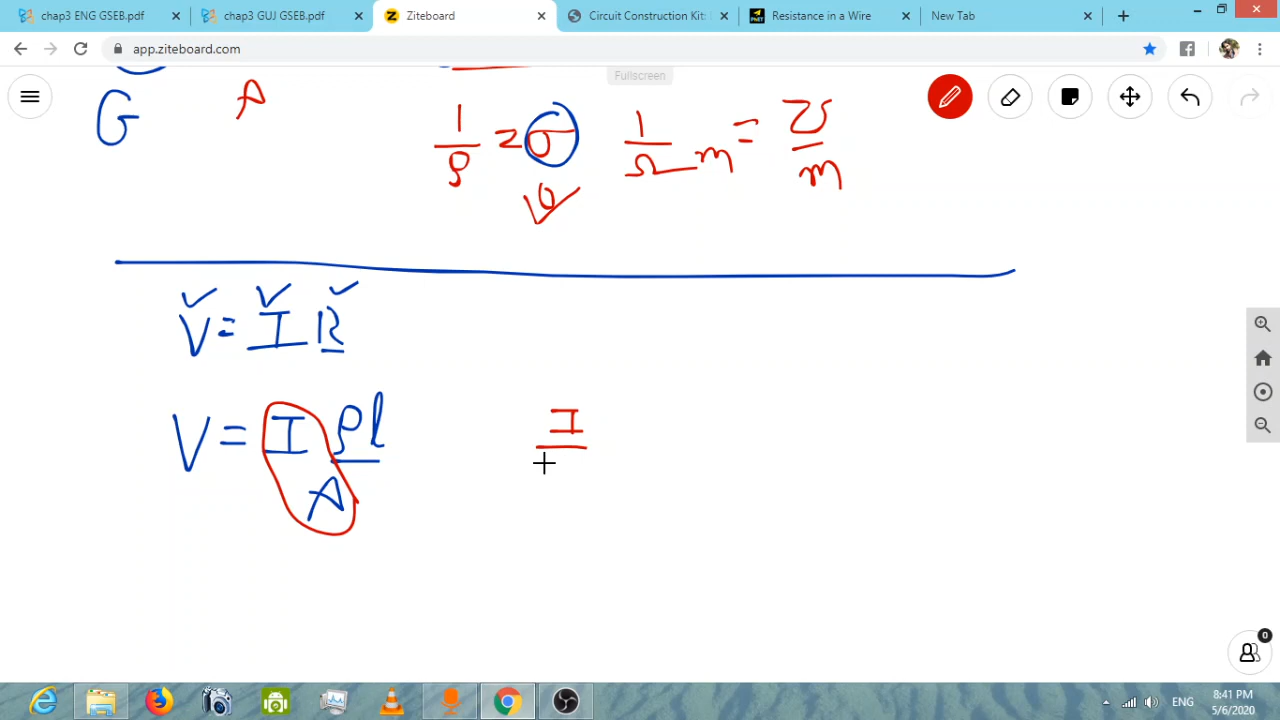 chap3 ENG GSEB.pdf
chap3 GUJ GSEB.pdf
Ziteboard
Circuit Construction Kit:
Resistance in a Wire
New Tab
app.ziteboard.com
Fullscreen
G
A
1/ρ = σ
1/Ω m = ℧/m
V = I R
V = I ρl/A
I
0
ENG
8:41 PM
5/6/2020